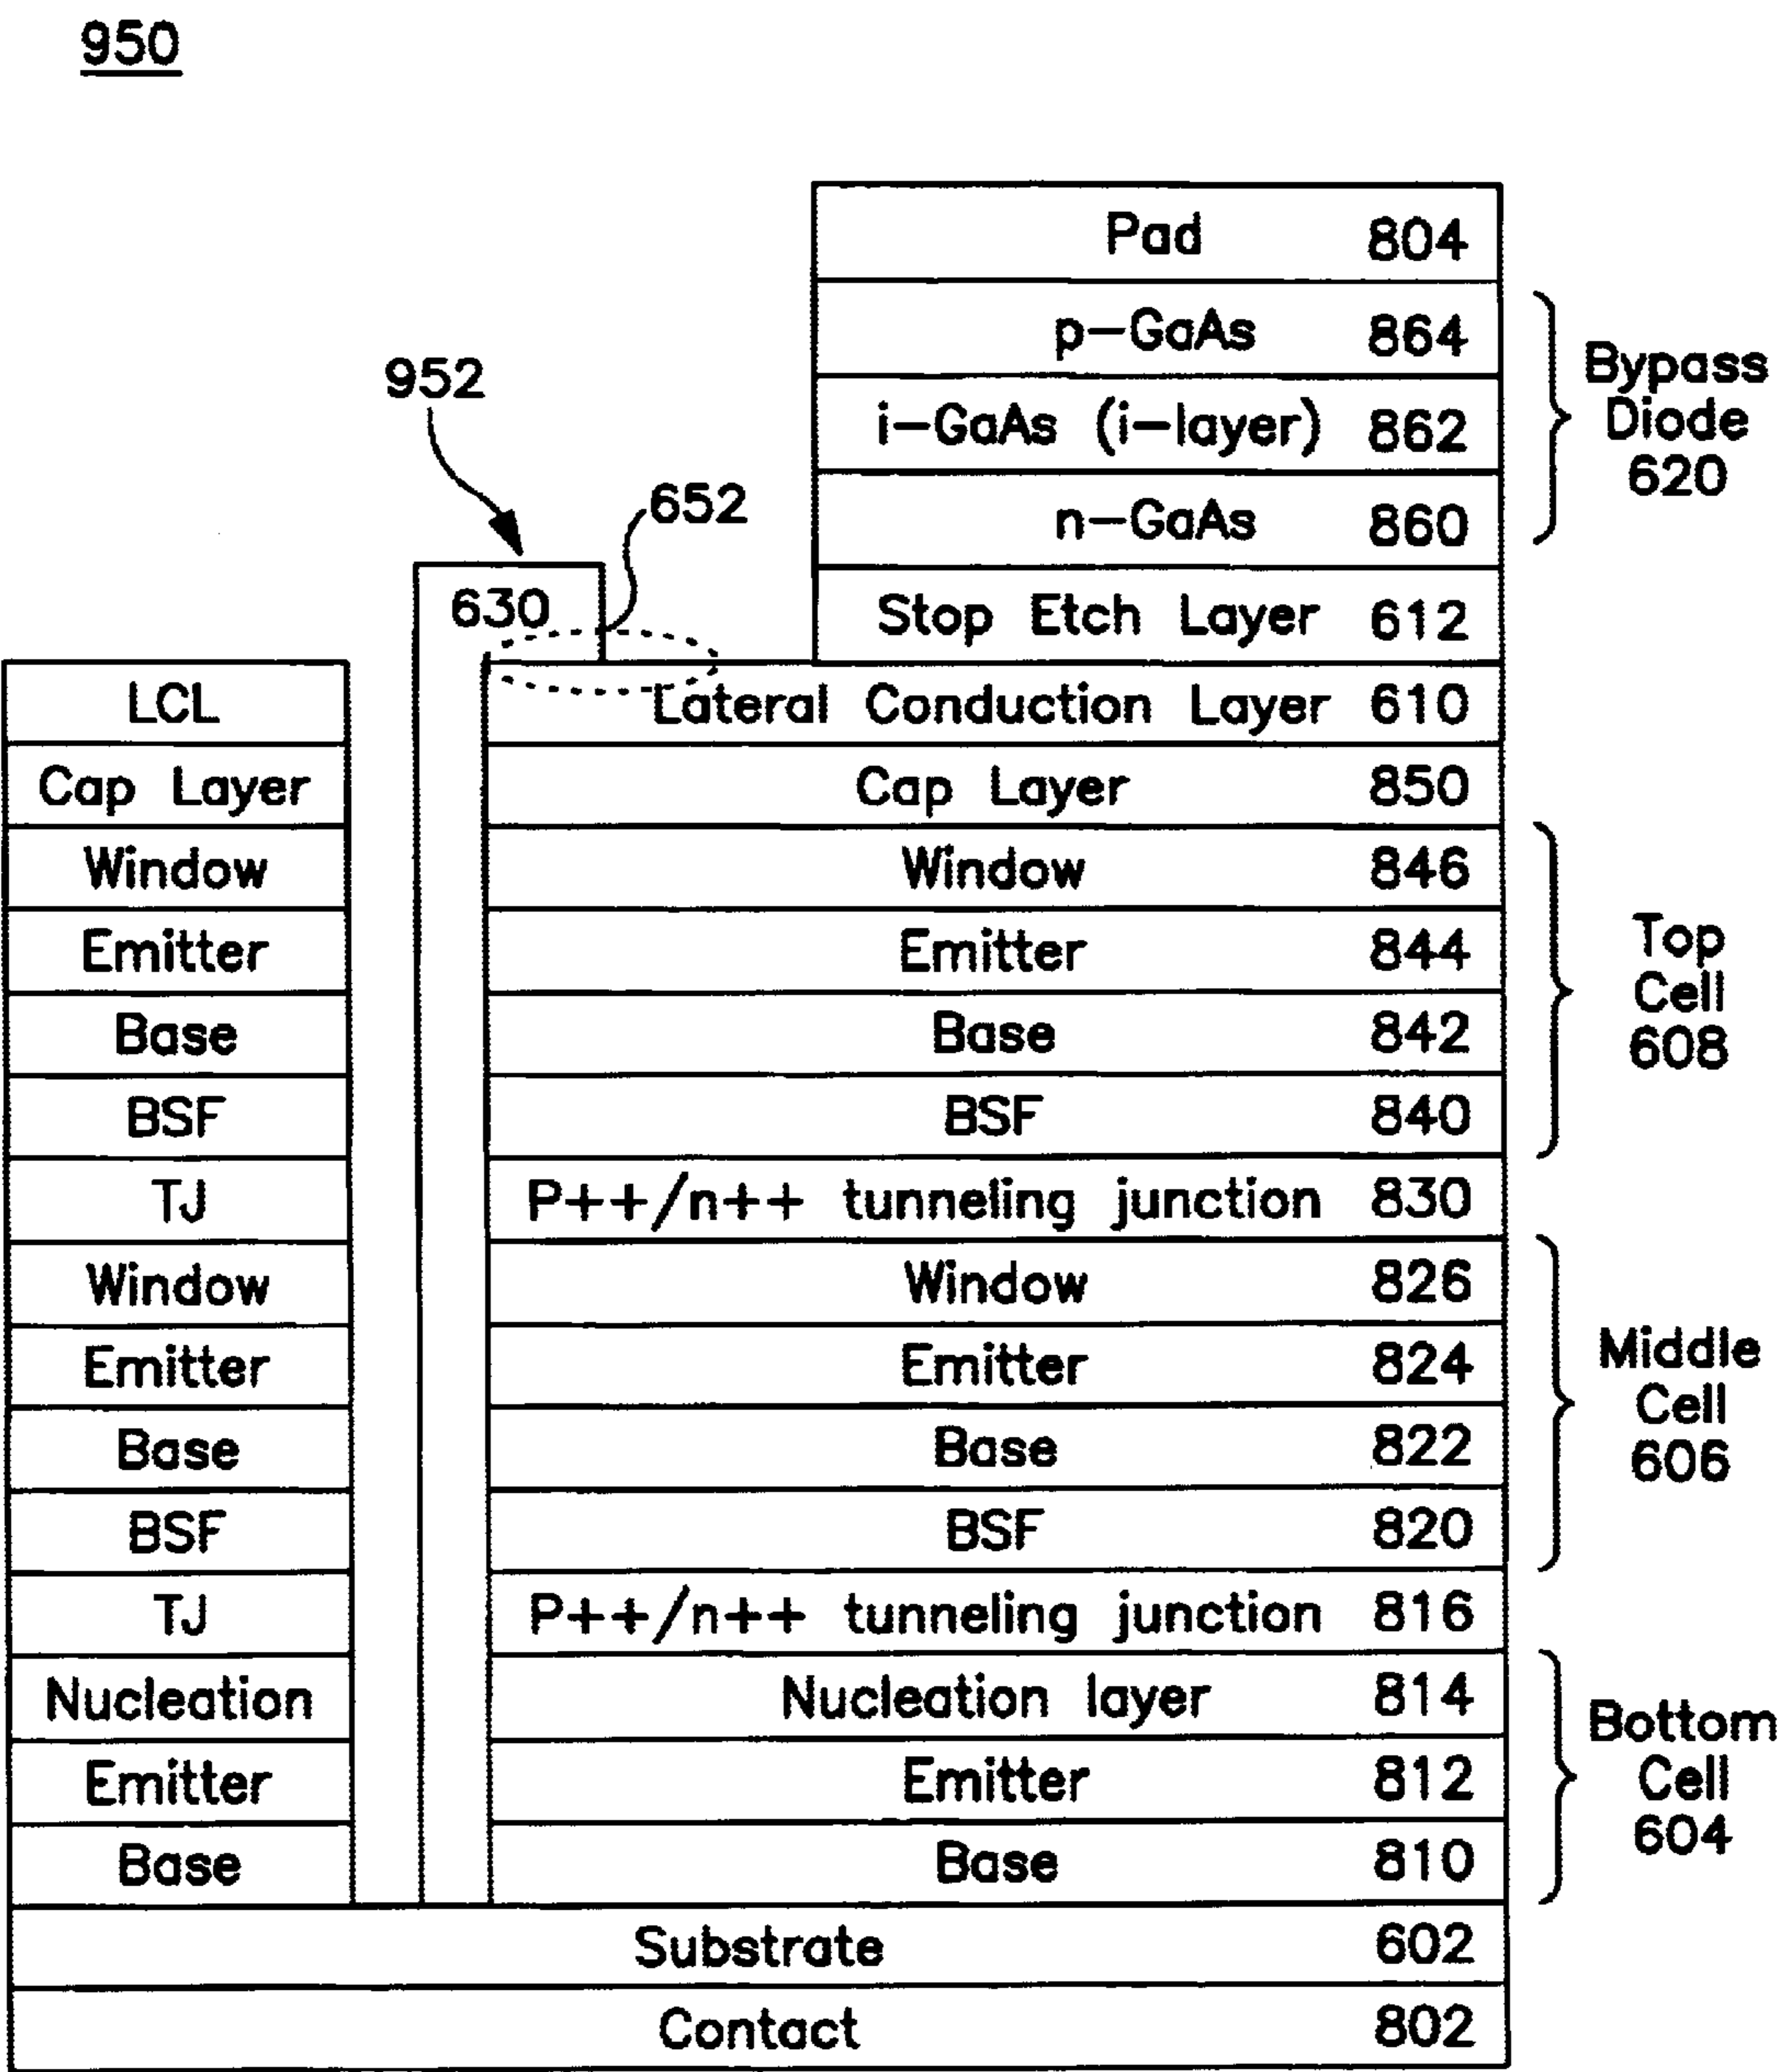 950
Pad 804
p-GaAs 864
i-GaAs (i-layer) 862
n-GaAs 860
Bypass
Diode
620
952
652
630
Stop Etch Layer 612
LCL
Lateral Conduction Layer 610
Cap Layer
Cap Layer 850
Window
Window 846
Emitter
Emitter 844
Base
Base 842
BSF
BSF 840
Top
Cell
608
TJ
P++/n++ tunneling junction 830
Window
Window 826
Emitter
Emitter 824
Base
Base 822
BSF
BSF 820
Middle
Cell
606
TJ
P++/n++ tunneling junction 816
Nucleation
Nucleation layer 814
Emitter
Emitter 812
Base
Base 810
Bottom
Cell
604
Substrate 602
Contact 802